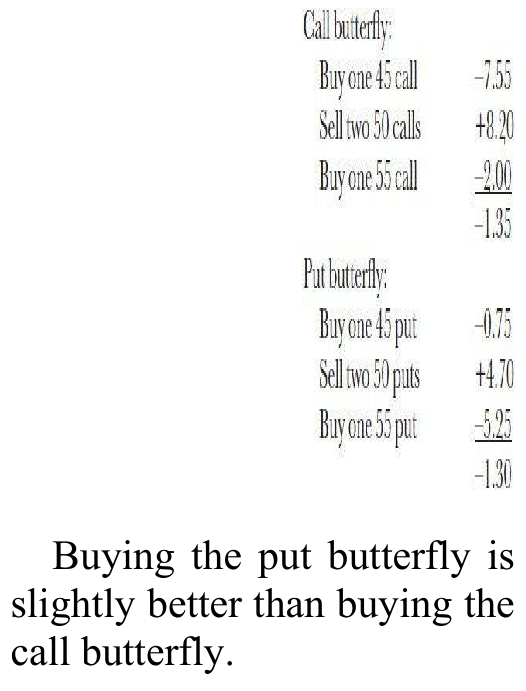 Call butterfly:
Buy one 45 call –7.55
Sell two 50 calls +8.20
Buy one 55 call –2.00
–1.35
Put butterfly:
Buy one 45 put –0.75
Sell two 50 puts +4.70
Buy one 55 put –5.25
–1.30
Buying the put butterfly is
slightly better than buying the
call butterfly.